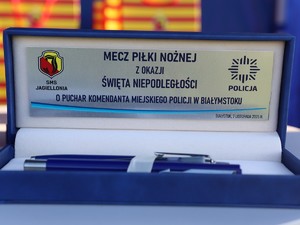 MECZ PIŁKI NOŻNEJ
Z OKAZJI
ŚWIĘTA NIEPODLEGŁOŚCI
O PUCHAR KOMENDANTA MIEJSKIEGO POLICJI W BIAŁYMSTOKU
SMS
JAGIELLONIA
POLICJA